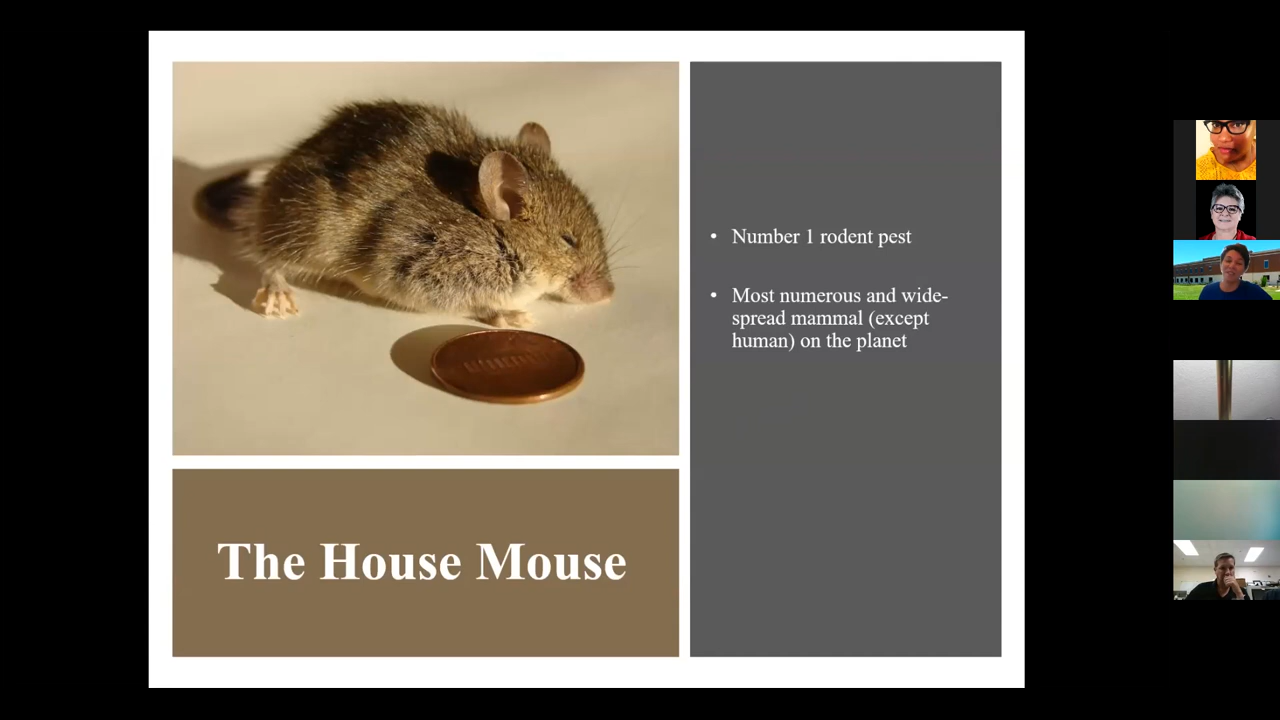 • Number 1 rodent pest
• Most numerous and wide-
spread mammal (except
human) on the planet
The House Mouse